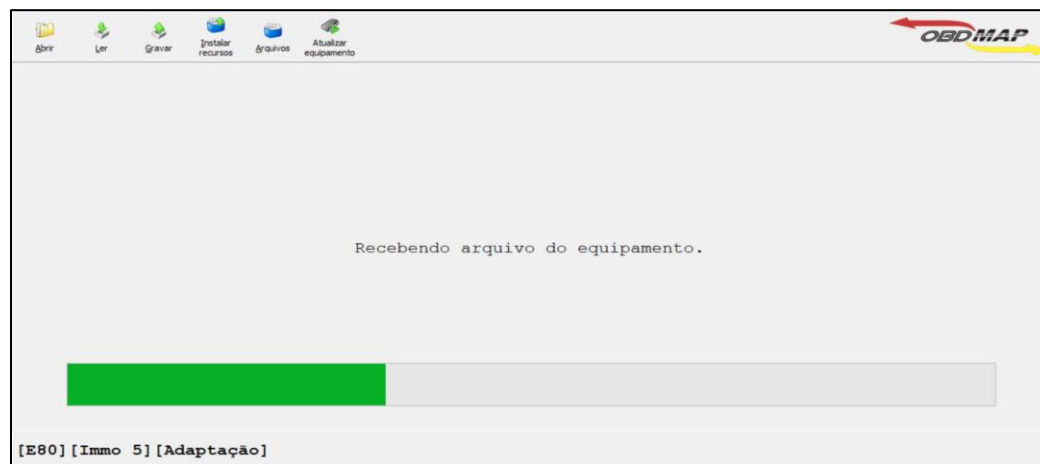 Abrir
Ler
Gravar
Instalar recursos
Arquivos
Atualizar equipamento
OBDMAP
Recebendo arquivo do equipamento.
[E80][Immo 5][Adaptação]